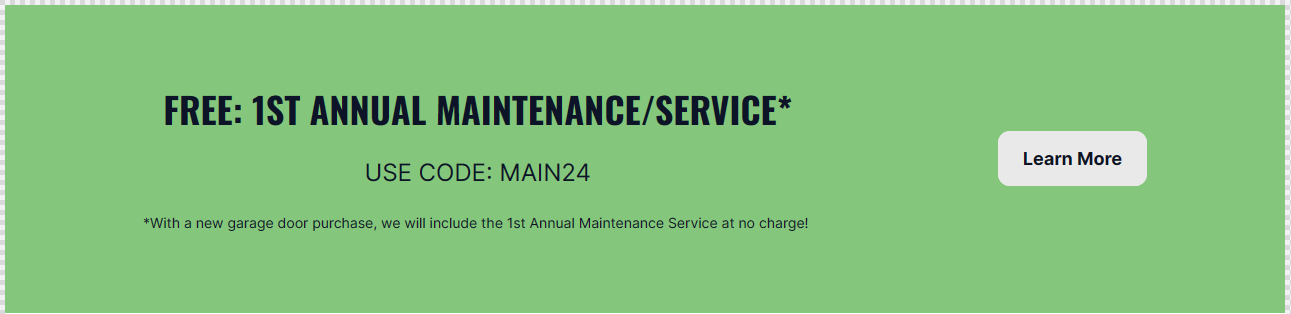 FREE: 1ST ANNUAL MAINTENANCE/SERVICE*
USE CODE: MAIN24
*With a new garage door purchase, we will include the 1st Annual Maintenance Service at no charge!
Learn More